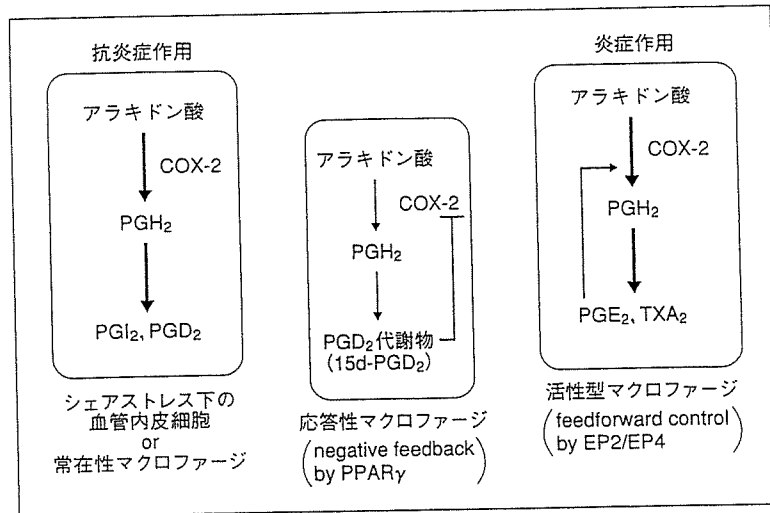 抗炎症作用
アラキドン酸
COX-2
PGH₂
PGI₂, PGD₂
シェアストレス下の
血管内皮細胞
or
常在性マクロファージ
アラキドン酸
COX-2
PGH₂
PGD₂代謝物
(15d-PGD₂)
応答性マクロファージ
(negative feedback
by PPARγ)
炎症作用
アラキドン酸
COX-2
PGH₂
PGE₂, TXA₂
活性型マクロファージ
(feedforward control
by EP2/EP4)